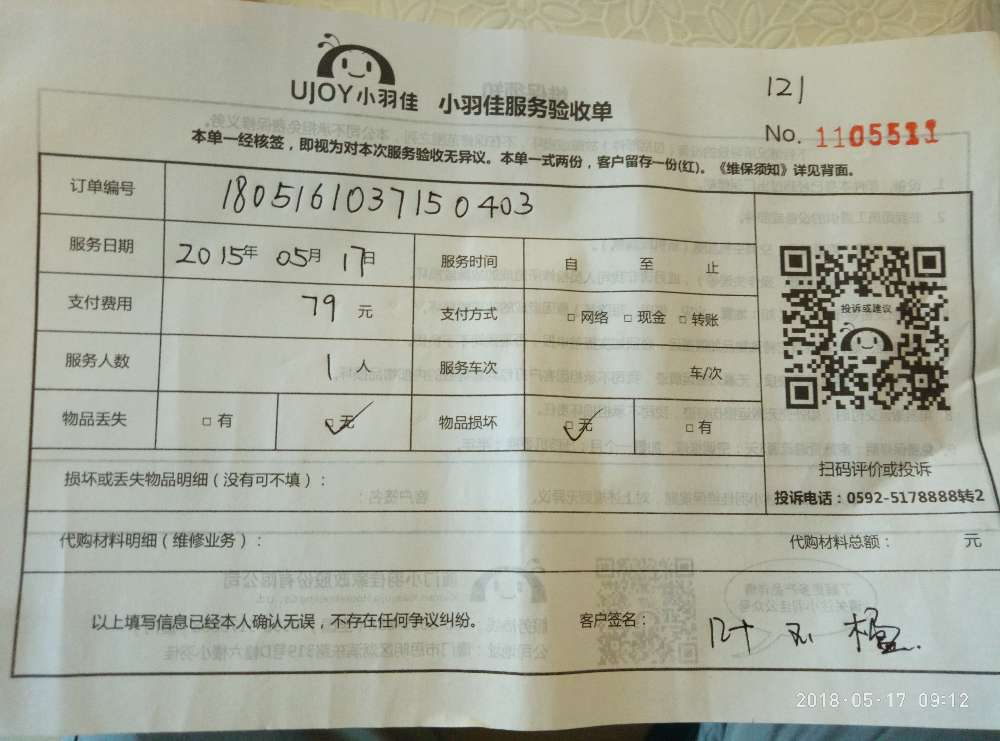 UJOY小羽佳 小羽佳服务验收单
121
No. 1105511
本单一经核签，即视为对本次服务验收无异议。本单一式两份，客户留存一份(红)。《维保须知》详见背面。
订单编号 1805161037150403
服务日期 2015年 05月 17日 服务时间 自 至 止
支付费用 79 元 支付方式 □网络 □现金 □转账
服务人数 1人 服务车次 车/次
物品丢失 □有 □无 ✓ 物品损坏 □无 ✓ □有
投诉或建议
扫码评价或投诉
投诉电话：0592-5178888转2
损坏或丢失物品明细（没有可不填）：
代购材料明细（维修业务）： 代购材料总额： 元
以上填写信息已经本人确认无误，不存在任何争议纠纷。 客户签名：
2018-05-17 09:12